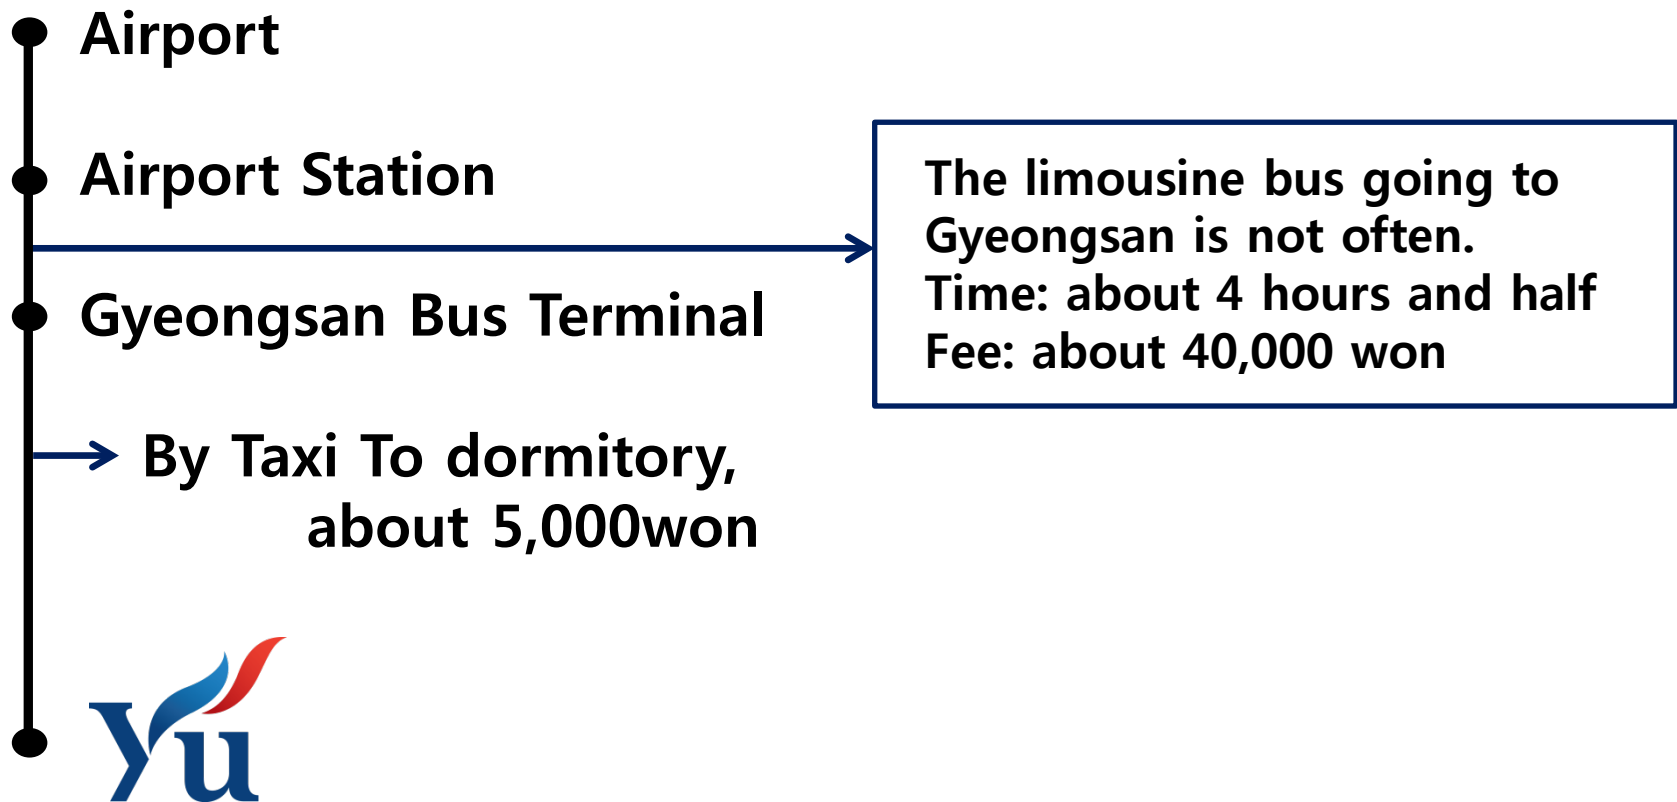 Airport
Airport Station
The limousine bus going to
Gyeongsan is not often.
Time: about 4 hours and half
Fee: about 40,000 won
Gyeongsan Bus Terminal
By Taxi To dormitory,
about 5,000won
Yu